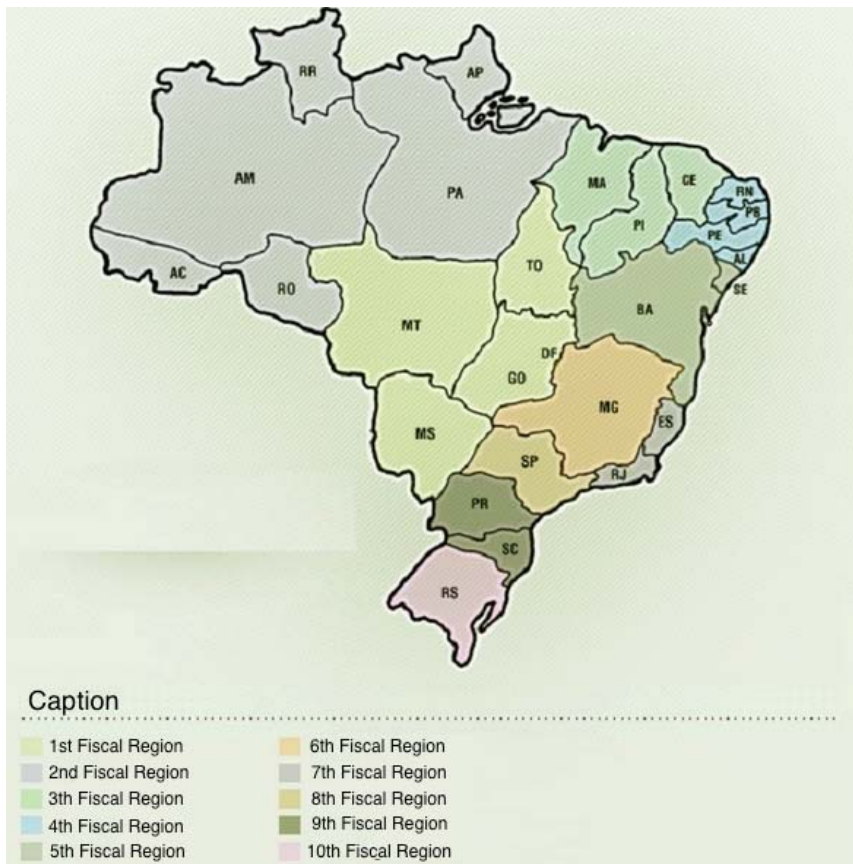 RR
AP
AM
PA
MA
CE
RN
PB
PI
PE
AL
AC
TO
RO
SE
BA
MT
DF
GO
MG
MS
ES
SP
RJ
PR
SC
RS
Caption
1st Fiscal Region
2nd Fiscal Region
3th Fiscal Region
4th Fiscal Region
5th Fiscal Region
6th Fiscal Region
7th Fiscal Region
8th Fiscal Region
9th Fiscal Region
10th Fiscal Region